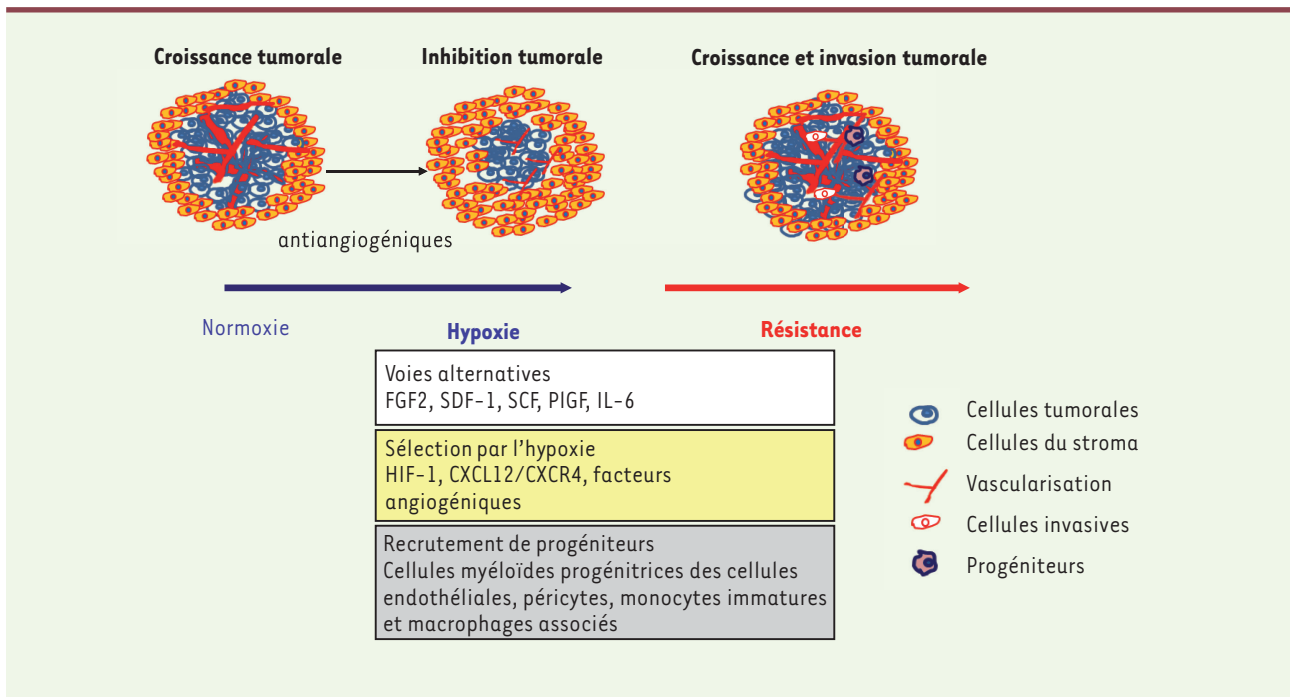 Croissance tumorale
Inhibition tumorale
Croissance et invasion tumorale
antiangiogéniques
Normoxie
Hypoxie
Résistance
Voies alternatives
FGF2, SDF-1, SCF, PlGF, IL-6
Sélection par l'hypoxie
HIF-1, CXCL12/CXCR4, facteurs
angiogéniques
Recrutement de progéniteurs
Cellules myéloïdes progénitrices des cellules
endothéliales, péricytes, monocytes immatures
et macrophages associés
Cellules tumorales
Cellules du stroma
Vascularisation
Cellules invasives
Progéniteurs